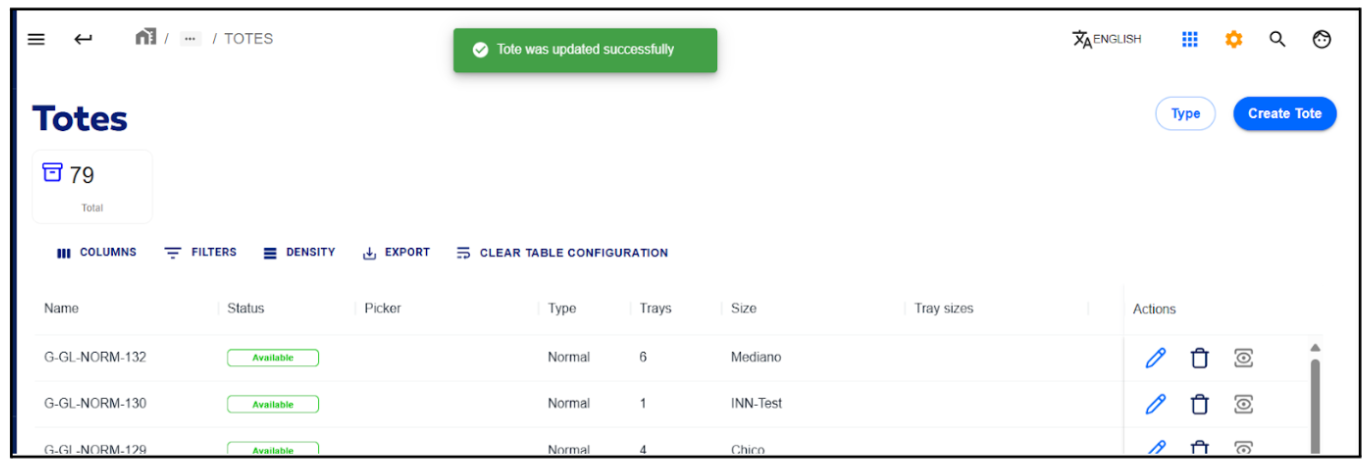 / ... / TOTES
Tote was updated successfully
ENGLISH
Totes
Type
Create Tote
79
Total
COLUMNS FILTERS DENSITY EXPORT CLEAR TABLE CONFIGURATION
Name Status Picker Type Trays Size Tray sizes Actions
G-GL-NORM-132 Available Normal 6 Mediano
G-GL-NORM-130 Available Normal 1 INN-Test
G-GL-NORM-129 Available Normal 4 Chico